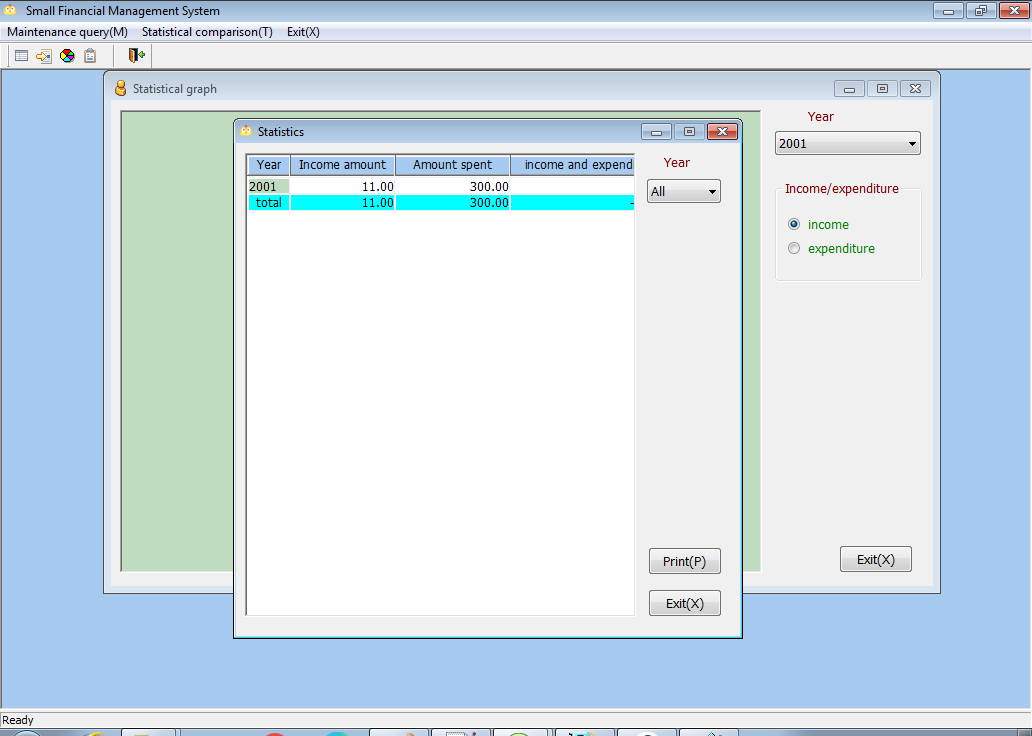 Small Financial Management System
Maintenance query(M) Statistical comparison(T) Exit(X)
Statistical graph
Year
2001
Income/expenditure
income
expenditure
Exit(X)
Statistics
Year Income amount Amount spent income and expend
2001 11.00 300.00
total 11.00 300.00 -
Year
All
Print(P)
Exit(X)
Ready